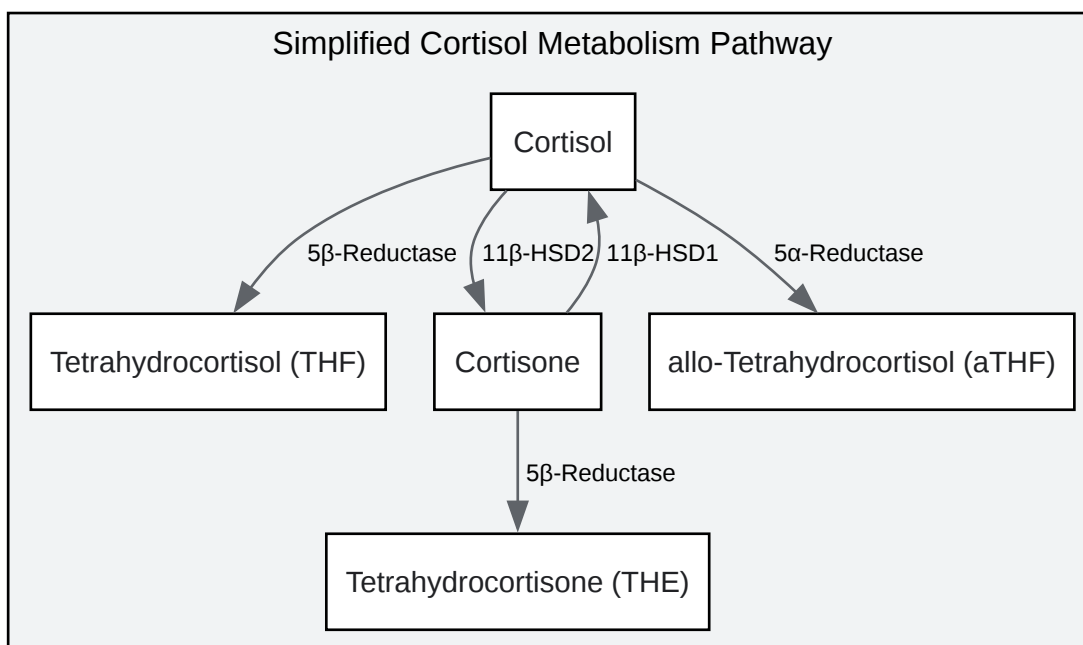 Simplified Cortisol Metabolism Pathway
Cortisol
5β-Reductase
11β-HSD2
11β-HSD1
5α-Reductase
Tetrahydrocortisol (THF)
Cortisone
allo-Tetrahydrocortisol (aTHF)
5β-Reductase
Tetrahydrocortisone (THE)